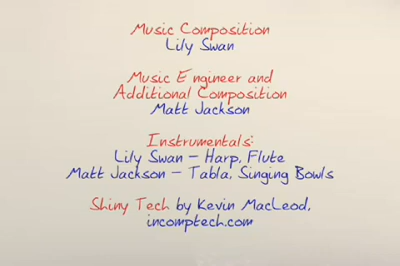 Music Composition
Lily Swan
Music Engineer and
Additional Composition
Matt Jackson
Instrumentals:
Lily Swan – Harp, Flute
Matt Jackson – Tabla, Singing Bowls
Shiny Tech by Kevin MacLeod,
incomptech.com